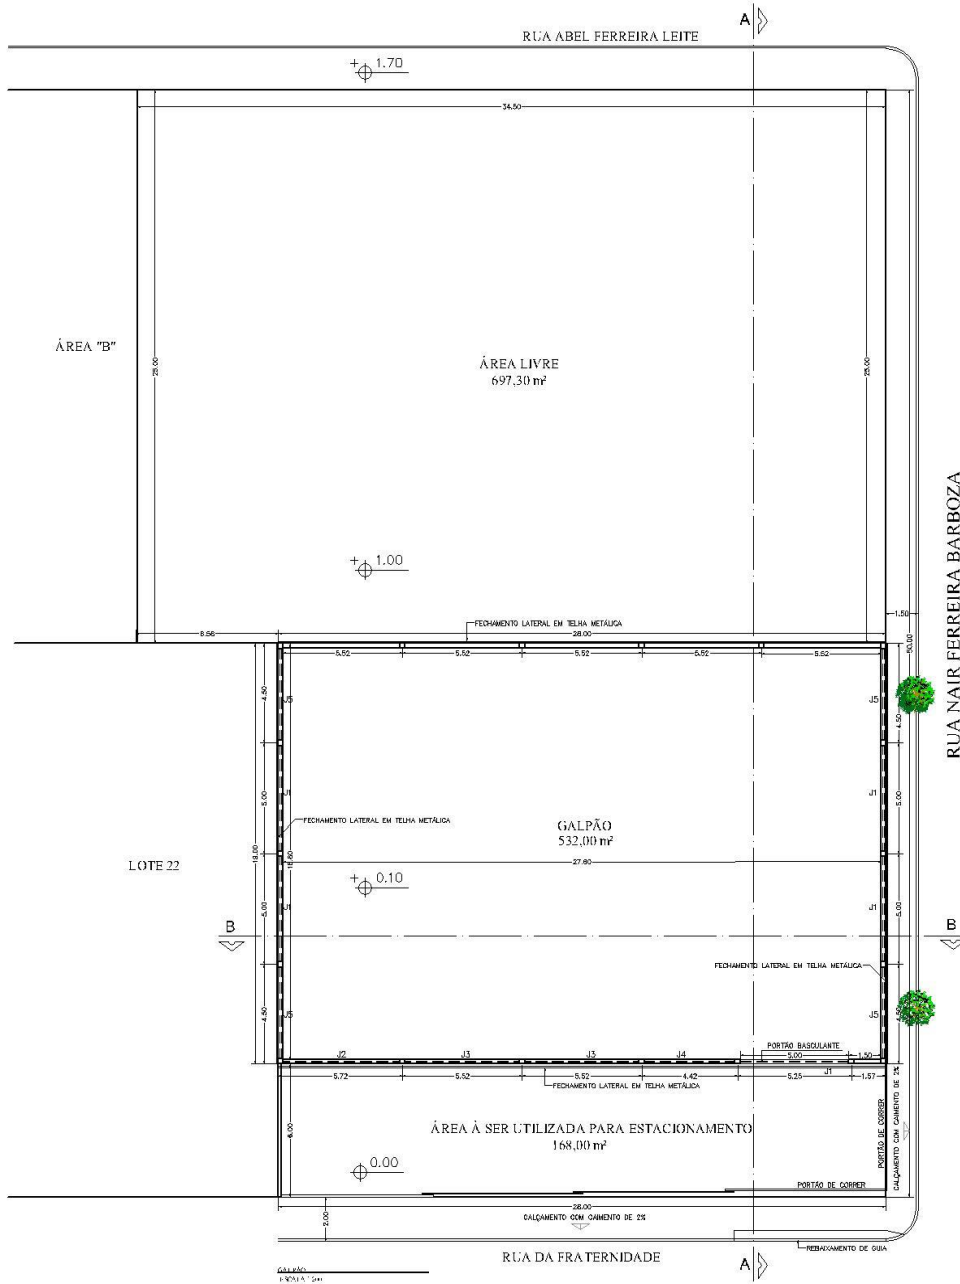 A
RUA ABEL FERREIRA LEITE
1.70
34.50
ÁREA "B"
25.00
25.00
ÁREA LIVRE
697,30 m²
RUA NAIR FERREIRA BARBOZA
1.00
1.50
FECHAMENTO LATERAL EM TELHA METÁLICA
28.00
50.00
5.52
5.52
5.52
5.52
5.52
4.50
J5
J5
4.50
5.00
J1
J1
5.00
FECHAMENTO LATERAL EM TELHA METÁLICA
GALPÃO
532,00 m²
LOTE 22
27.60
0.10
5.00
J1
J1
5.00
B
B
FECHAMENTO LATERAL EM TELHA METÁLICA
4.50
J5
J5
J2
J3
J3
J4
PORTÃO BASCULANTE
5.00
1.50
5.72
5.52
5.52
4.42
5.25
J1
1.57
FECHAMENTO LATERAL EM TELHA METÁLICA
CALÇAMENTO COM CAIMENTO DE 2%
PORTÃO DE CORRER
6.00
ÁREA À SER UTILIZADA PARA ESTACIONAMENTO
168,00 m²
0.00
PORTÃO DE CORRER
28.00
2.00
CALÇAMENTO COM CAIMENTO DE 2%
REBAIXAMENTO DE GUIA
RUA DA FRATERNIDADE
A
GALPÃO